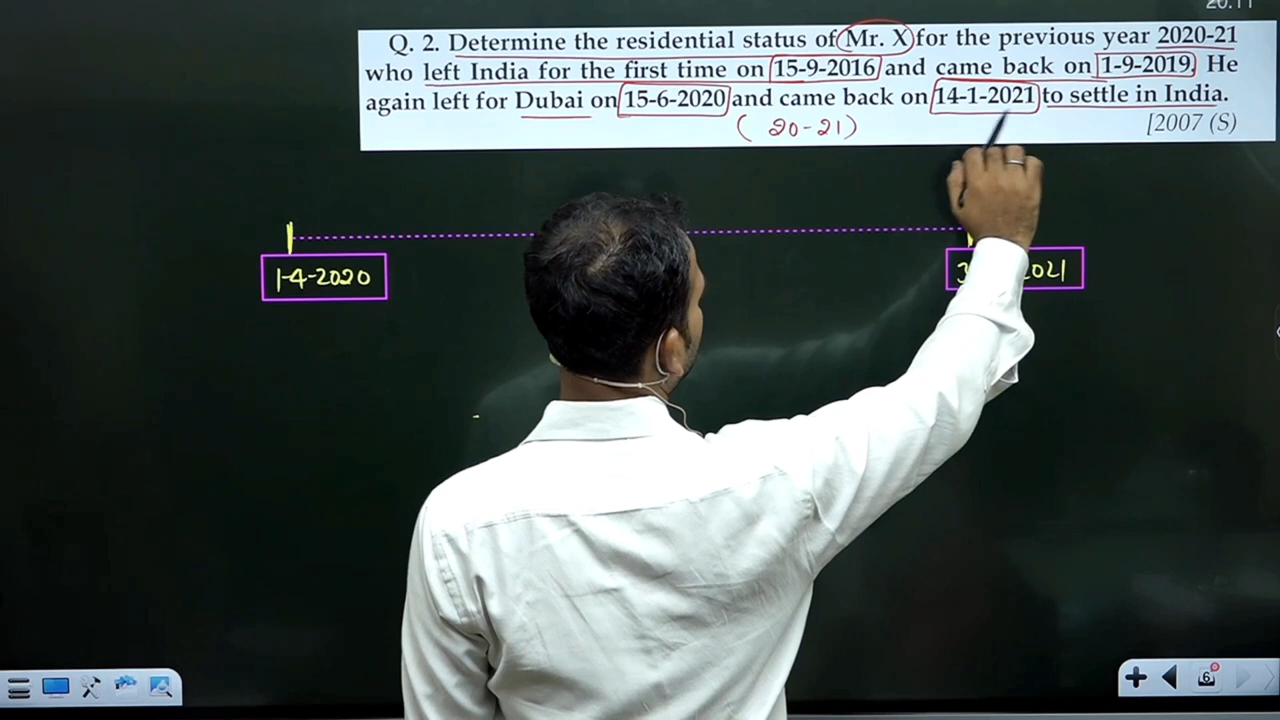 Q. 2. Determine the residential status of Mr. X for the previous year 2020-21
who left India for the first time on 15-9-2016 and came back on 1-9-2019. He
again left for Dubai on 15-6-2020 and came back on 14-1-2021 to settle in India.
(20-21)
[2007 (S)
1-4-2020
2021
6